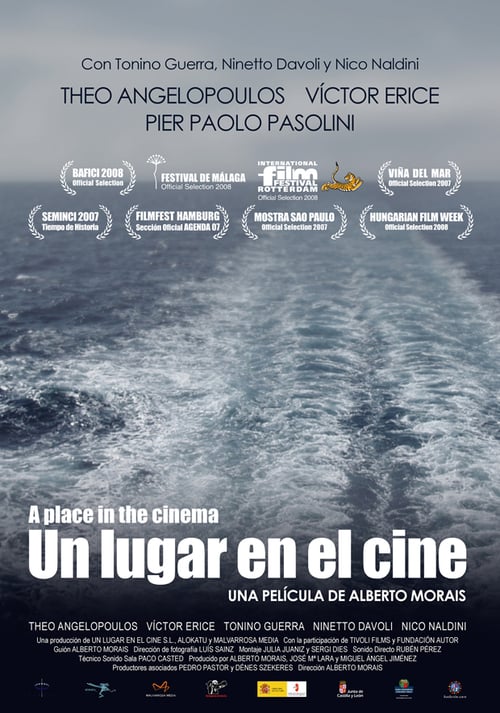 Con Tonino Guerra, Ninetto Davoli y Nico Naldini
THEO ANGELOPOULOS VÍCTOR ERICE
PIER PAOLO PASOLINI
BAFICI 2008
Official Selection
FESTIVAL DE MÁLAGA
Official Selection 2008
INTERNATIONAL
film
FESTIVAL
ROTTERDAM
Official Selection 2008
VIÑA DEL MAR
Official Selection 2007
SEMINCI 2007
Tiempo de Historia
FILMFEST HAMBURG
Sección Oficial AGENDA 07
MOSTRA SAO PAULO
Official Selection 2007
HUNGARIAN FILM WEEK
Official Selection 2008
A place in the cinema
Un lugar en el cine
UNA PELÍCULA DE ALBERTO MORAIS
THEO ANGELOPOULOS VÍCTOR ERICE TONINO GUERRA NINETTO DAVOLI NICO NALDINI
Una producción de UN LUGAR EN EL CINE S.L., ALOKATU y MALVARROSA MEDIA Con la participación de TIVOLI FILMS y FUNDACIÓN AUTOR
Guión ALBERTO MORAIS Dirección de fotografía LUÍS SAINZ Montaje JULIA JUANIZ y SERGI DIES Sonido Directo RUBÉN PÉREZ
Técnico Sonido Sala PACO CASTED Producido por ALBERTO MORAIS, JOSÉ Mª LARA y MIGUEL ÁNGEL JIMÉNEZ
Productores asociados PEDRO PASTOR y DÉNES SZEKERES Dirección ALBERTO MORAIS
MALVARROSA MEDIA
Junta de
Castilla y León